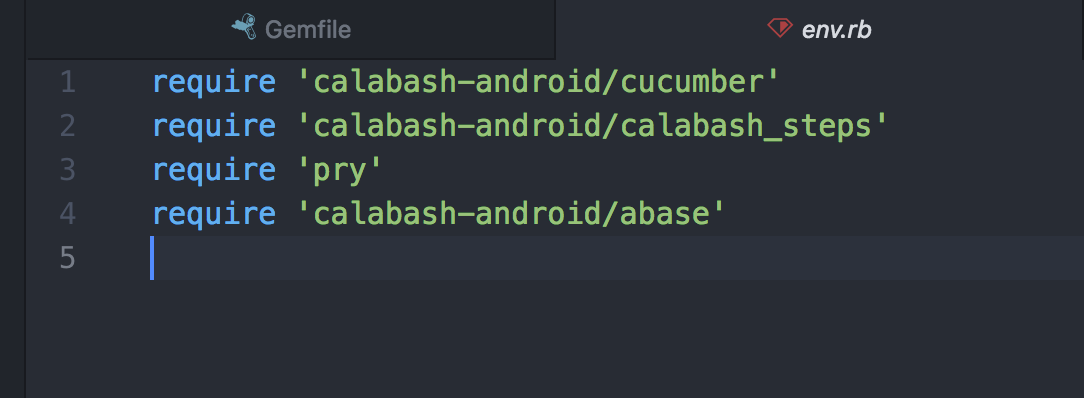 Gemfile
env.rb
1 require 'calabash-android/cucumber'
2 require 'calabash-android/calabash_steps'
3 require 'pry'
4 require 'calabash-android/abase'
5